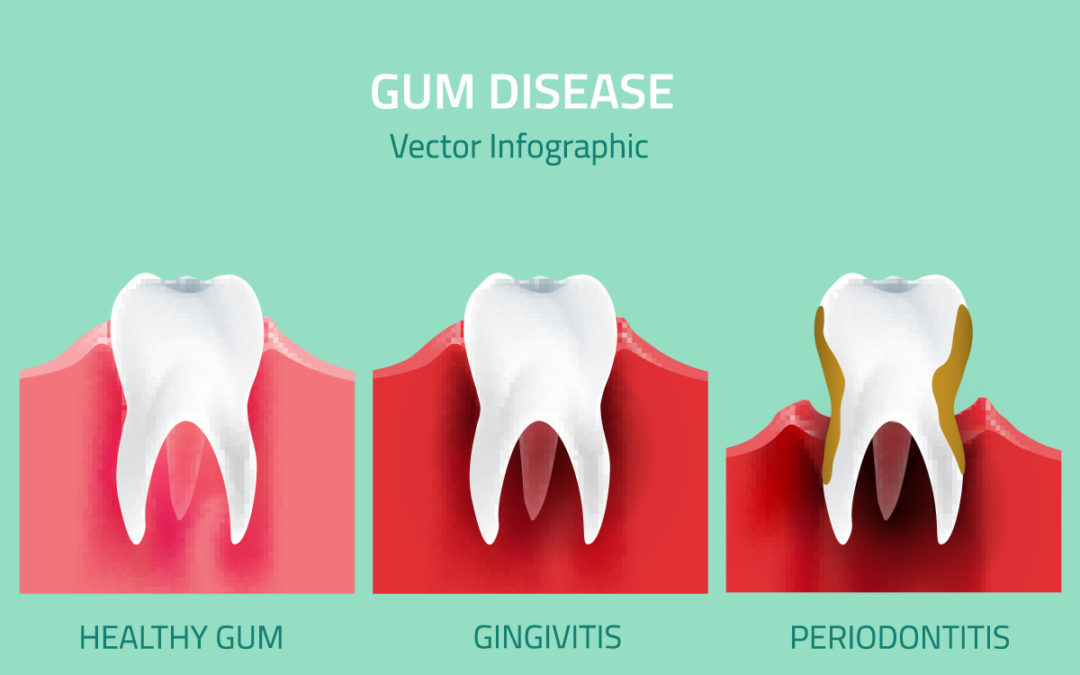 GUM DISEASE
Vector Infographic
HEALTHY GUM
GINGIVITIS
PERIODONTITIS